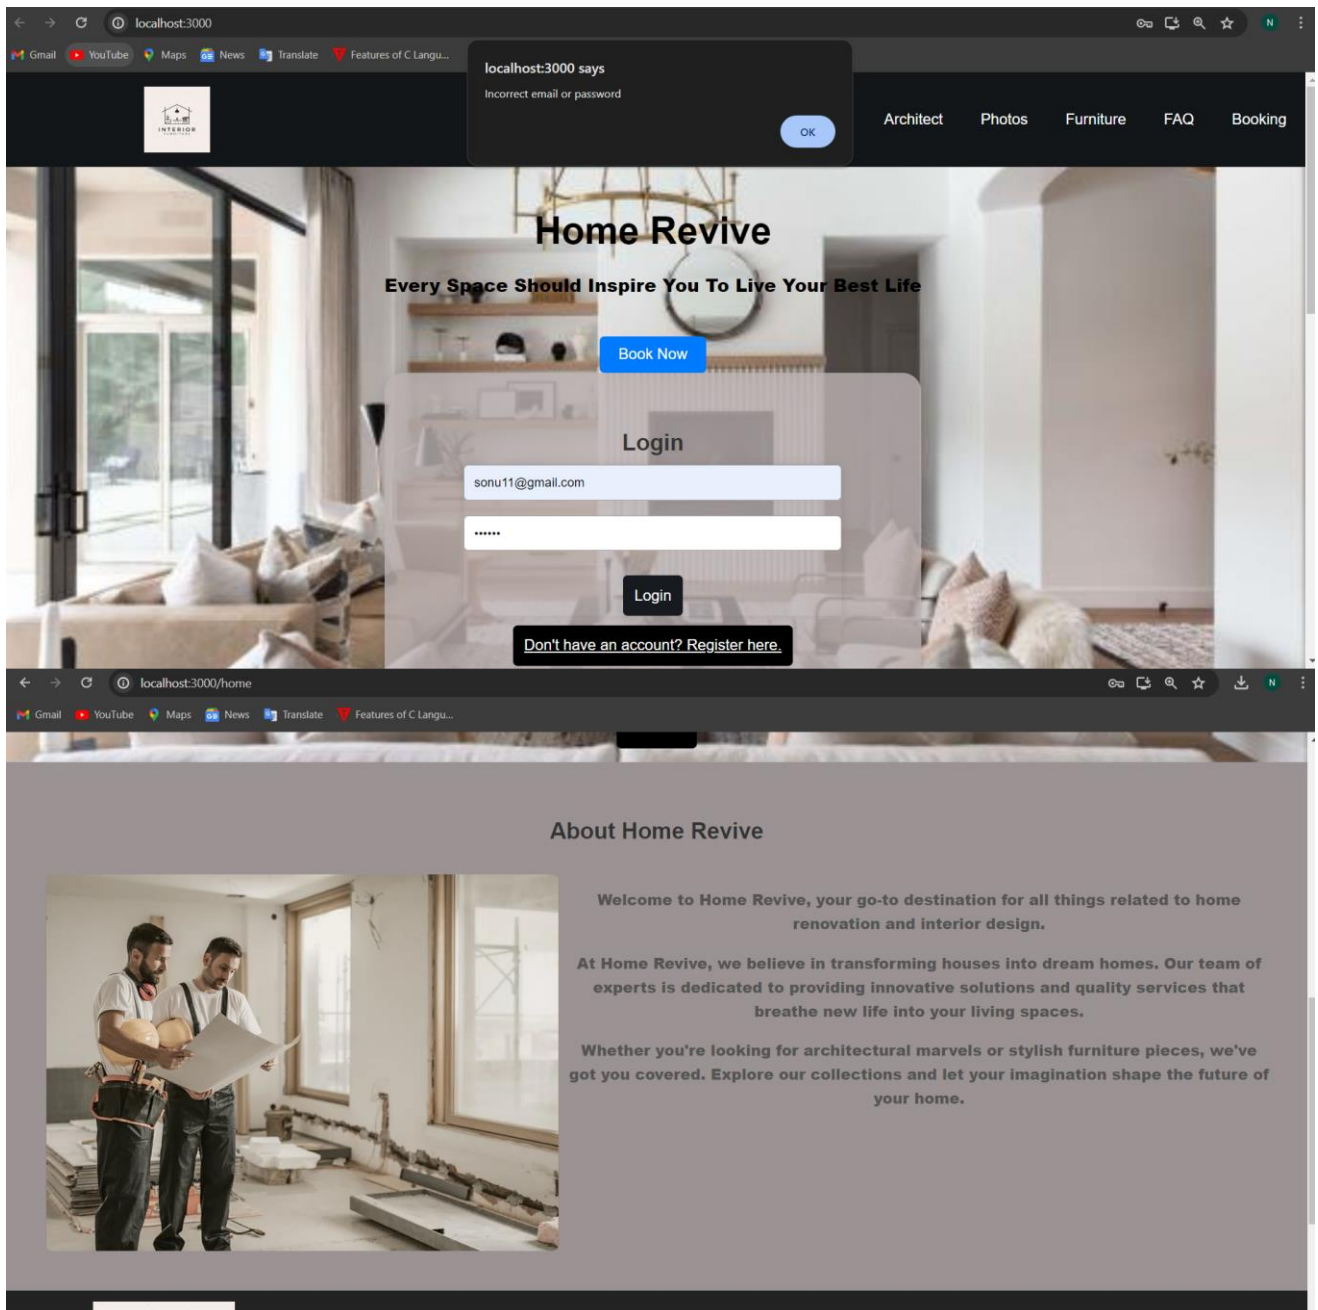 localhost:3000
Gmail YouTube Maps News Translate Features of C Langu...
localhost:3000 says
Incorrect email or password
OK
INTERIOR
Architect Photos Furniture FAQ Booking
Home Revive
Every Space Should Inspire You To Live Your Best Life
Book Now
Login
sonu11@gmail.com
••••••
Login
Don't have an account? Register here.
localhost:3000/home
Gmail YouTube Maps News Translate Features of C Langu...
About Home Revive
Welcome to Home Revive, your go-to destination for all things related to home
renovation and interior design.
At Home Revive, we believe in transforming houses into dream homes. Our team of
experts is dedicated to providing innovative solutions and quality services that
breathe new life into your living spaces.
Whether you're looking for architectural marvels or stylish furniture pieces, we've
got you covered. Explore our collections and let your imagination shape the future of
your home.